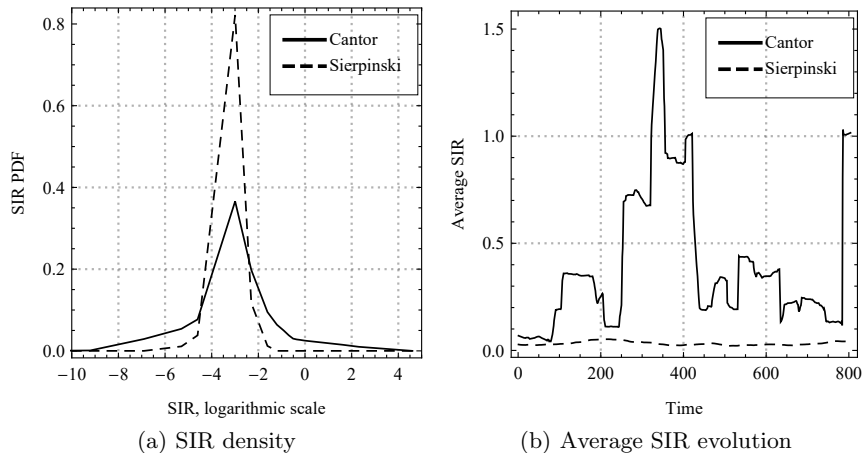 0.8
0.6
0.4
0.2
0.0
SIR PDF
Cantor
Sierpinski
−10 −8 −6 −4 −2 0 2 4
SIR, logarithmic scale
(a) SIR density
1.5
1.0
0.5
0.0
Average SIR
Cantor
Sierpinski
0 200 400 600 800
Time
(b) Average SIR evolution